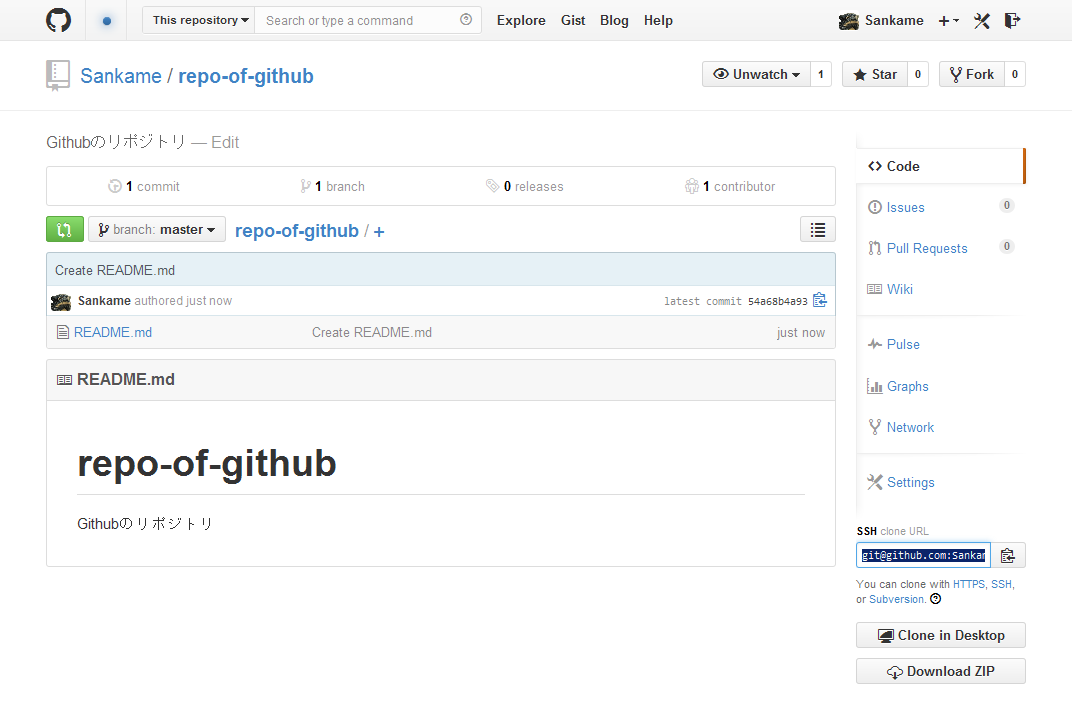 This repository Search or type a command Explore Gist Blog Help Sankame
Sankame / repo-of-github Unwatch 1 Star 0 Fork 0
Githubのリポジトリ — Edit
1 commit 1 branch 0 releases 1 contributor
branch: master repo-of-github / +
Create README.md
Sankame authored just now latest commit 54a68b4a93
README.md Create README.md just now
README.md
repo-of-github
Githubのリポジトリ
Code
Issues 0
Pull Requests 0
Wiki
Pulse
Graphs
Network
Settings
SSH clone URL
git@github.com:Sankam
You can clone with HTTPS, SSH,
or Subversion.
Clone in Desktop
Download ZIP